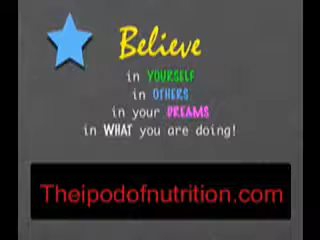 Believe
in YOURSELF
in OTHERS
in your DREAMS
in WHAT you are doing!
Theipodofnutrition.com